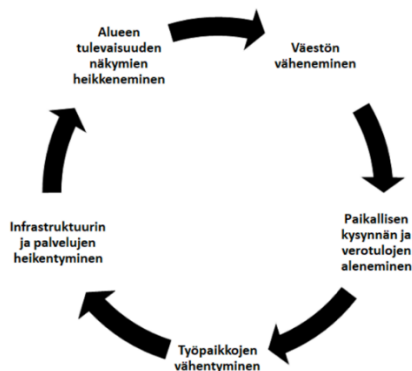 Alueen
tulevaisuuden
näkymien
heikkeneminen
Väestön
väheneminen
Paikallisen
kysynnän ja
verotulojen
aleneminen
Työpaikkojen
vähentyminen
Infrastruktuurin
ja palvelujen
heikentyminen